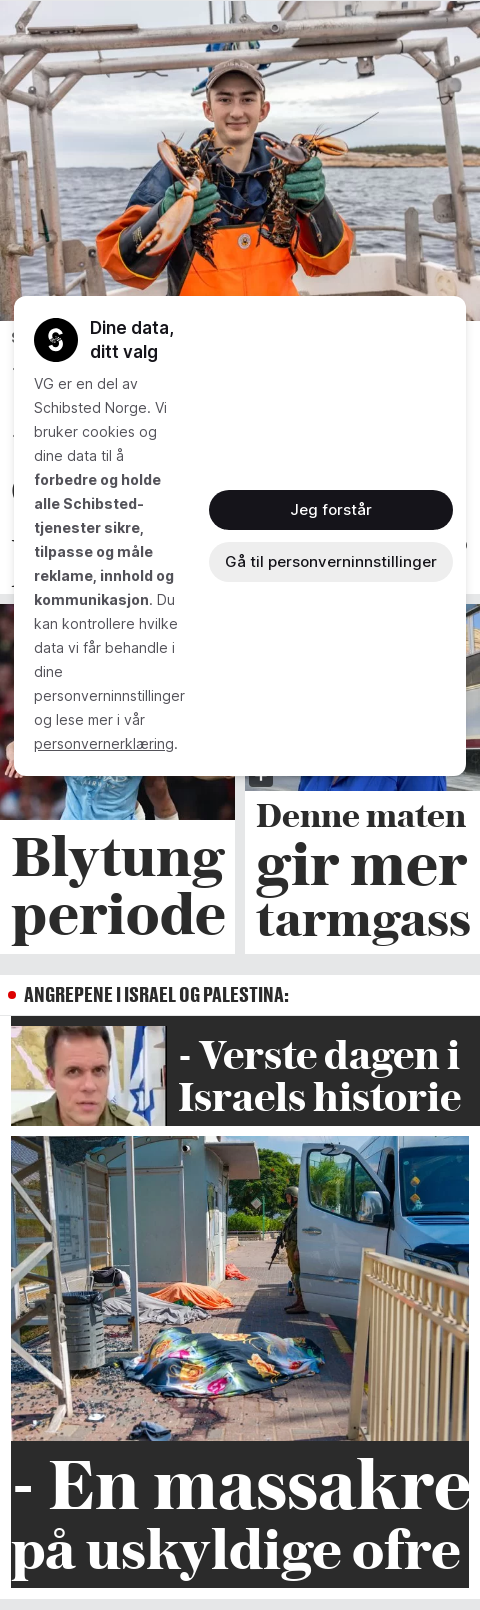 Dine data,
ditt valg
VG er en del av
Schibsted Norge. Vi
bruker cookies og
dine data til å
forbedre og holde
alle Schibsted-
tjenester sikre,
tilpasse og måle
reklame, innhold og
kommunikasjon. Du
kan kontrollere hvilke
data vi får behandle i
dine
personverninnstillinger
og lese mer i vår
personvernerklæring.
Jeg forstår
Gå til personverninnstillinger
Blytung
periode
Denne maten
gir mer
tarmgass
ANGREPENE I ISRAEL OG PALESTINA:
- Verste dagen i
Israels historie
- En massakre
på uskyldige ofre